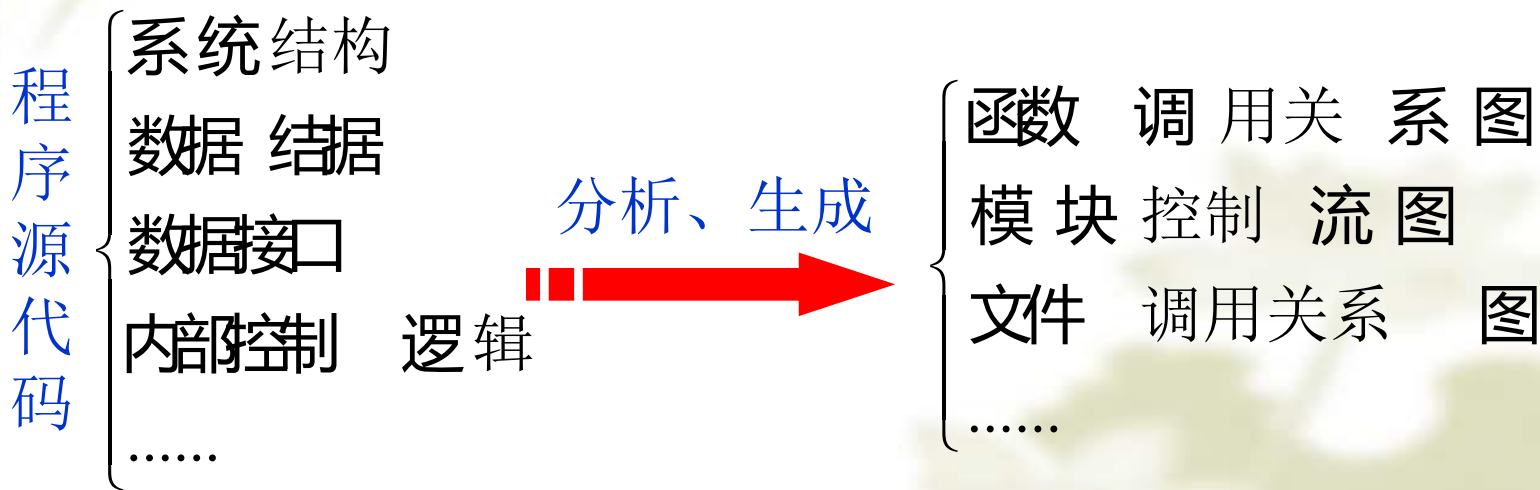 程序源代码
系统结构
数据结据
数据接口
内部控制逻辑
......
分析、生成
函数调用关系图
模块控制流图
文件调用关系图
......